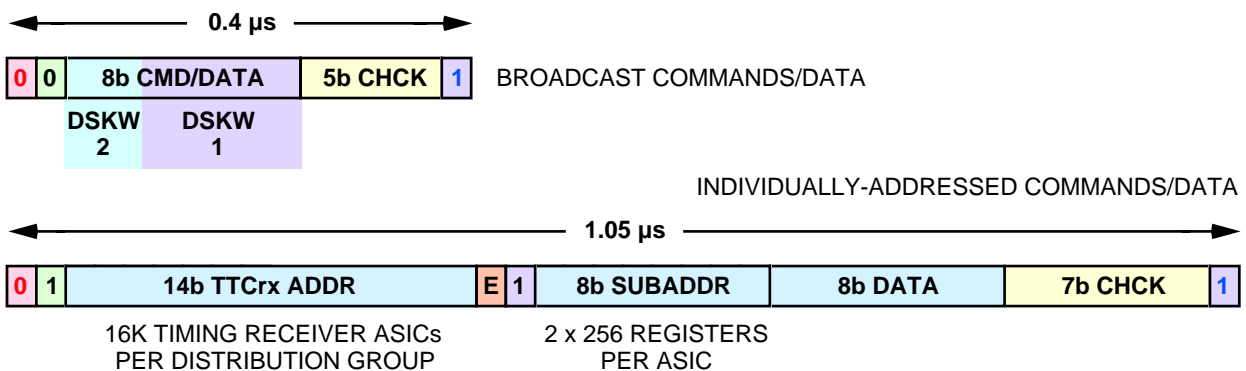 0.4 µs
0 0 8b CMD/DATA 5b CHCK 1 BROADCAST COMMANDS/DATA
DSKW DSKW
2 1
INDIVIDUALLY-ADDRESSED COMMANDS/DATA
1.05 µs
0 1 14b TTCrx ADDR E 1 8b SUBADDR 8b DATA 7b CHCK 1
16K TIMING RECEIVER ASICs 2 x 256 REGISTERS
PER DISTRIBUTION GROUP PER ASIC